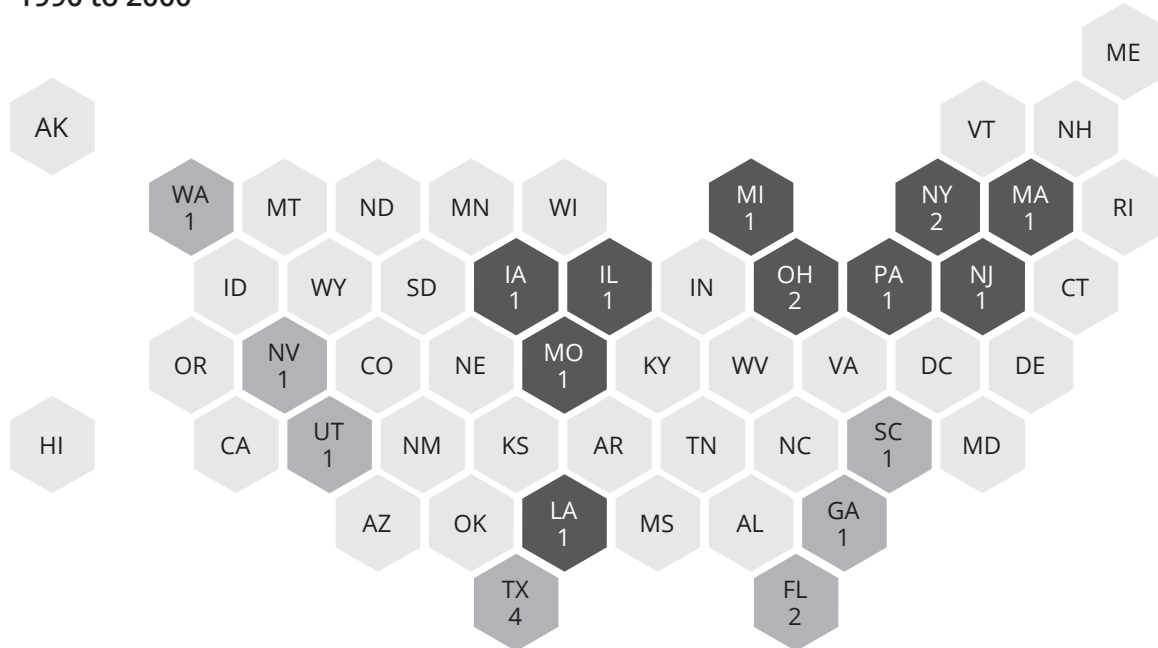 ME
AK
VT NH
WA
1
MT ND MN WI
MI
1
NY
2
MA
1
RI
ID WY SD
IA
1
IL
1
IN
OH
2
PA
1
NJ
1
CT
OR
NV
1
CO NE
MO
1
KY WV VA DC DE
HI
CA
UT
1
NM KS AR TN NC
SC
1
MD
AZ OK
LA
1
MS AL
GA
1
TX
4
FL
2